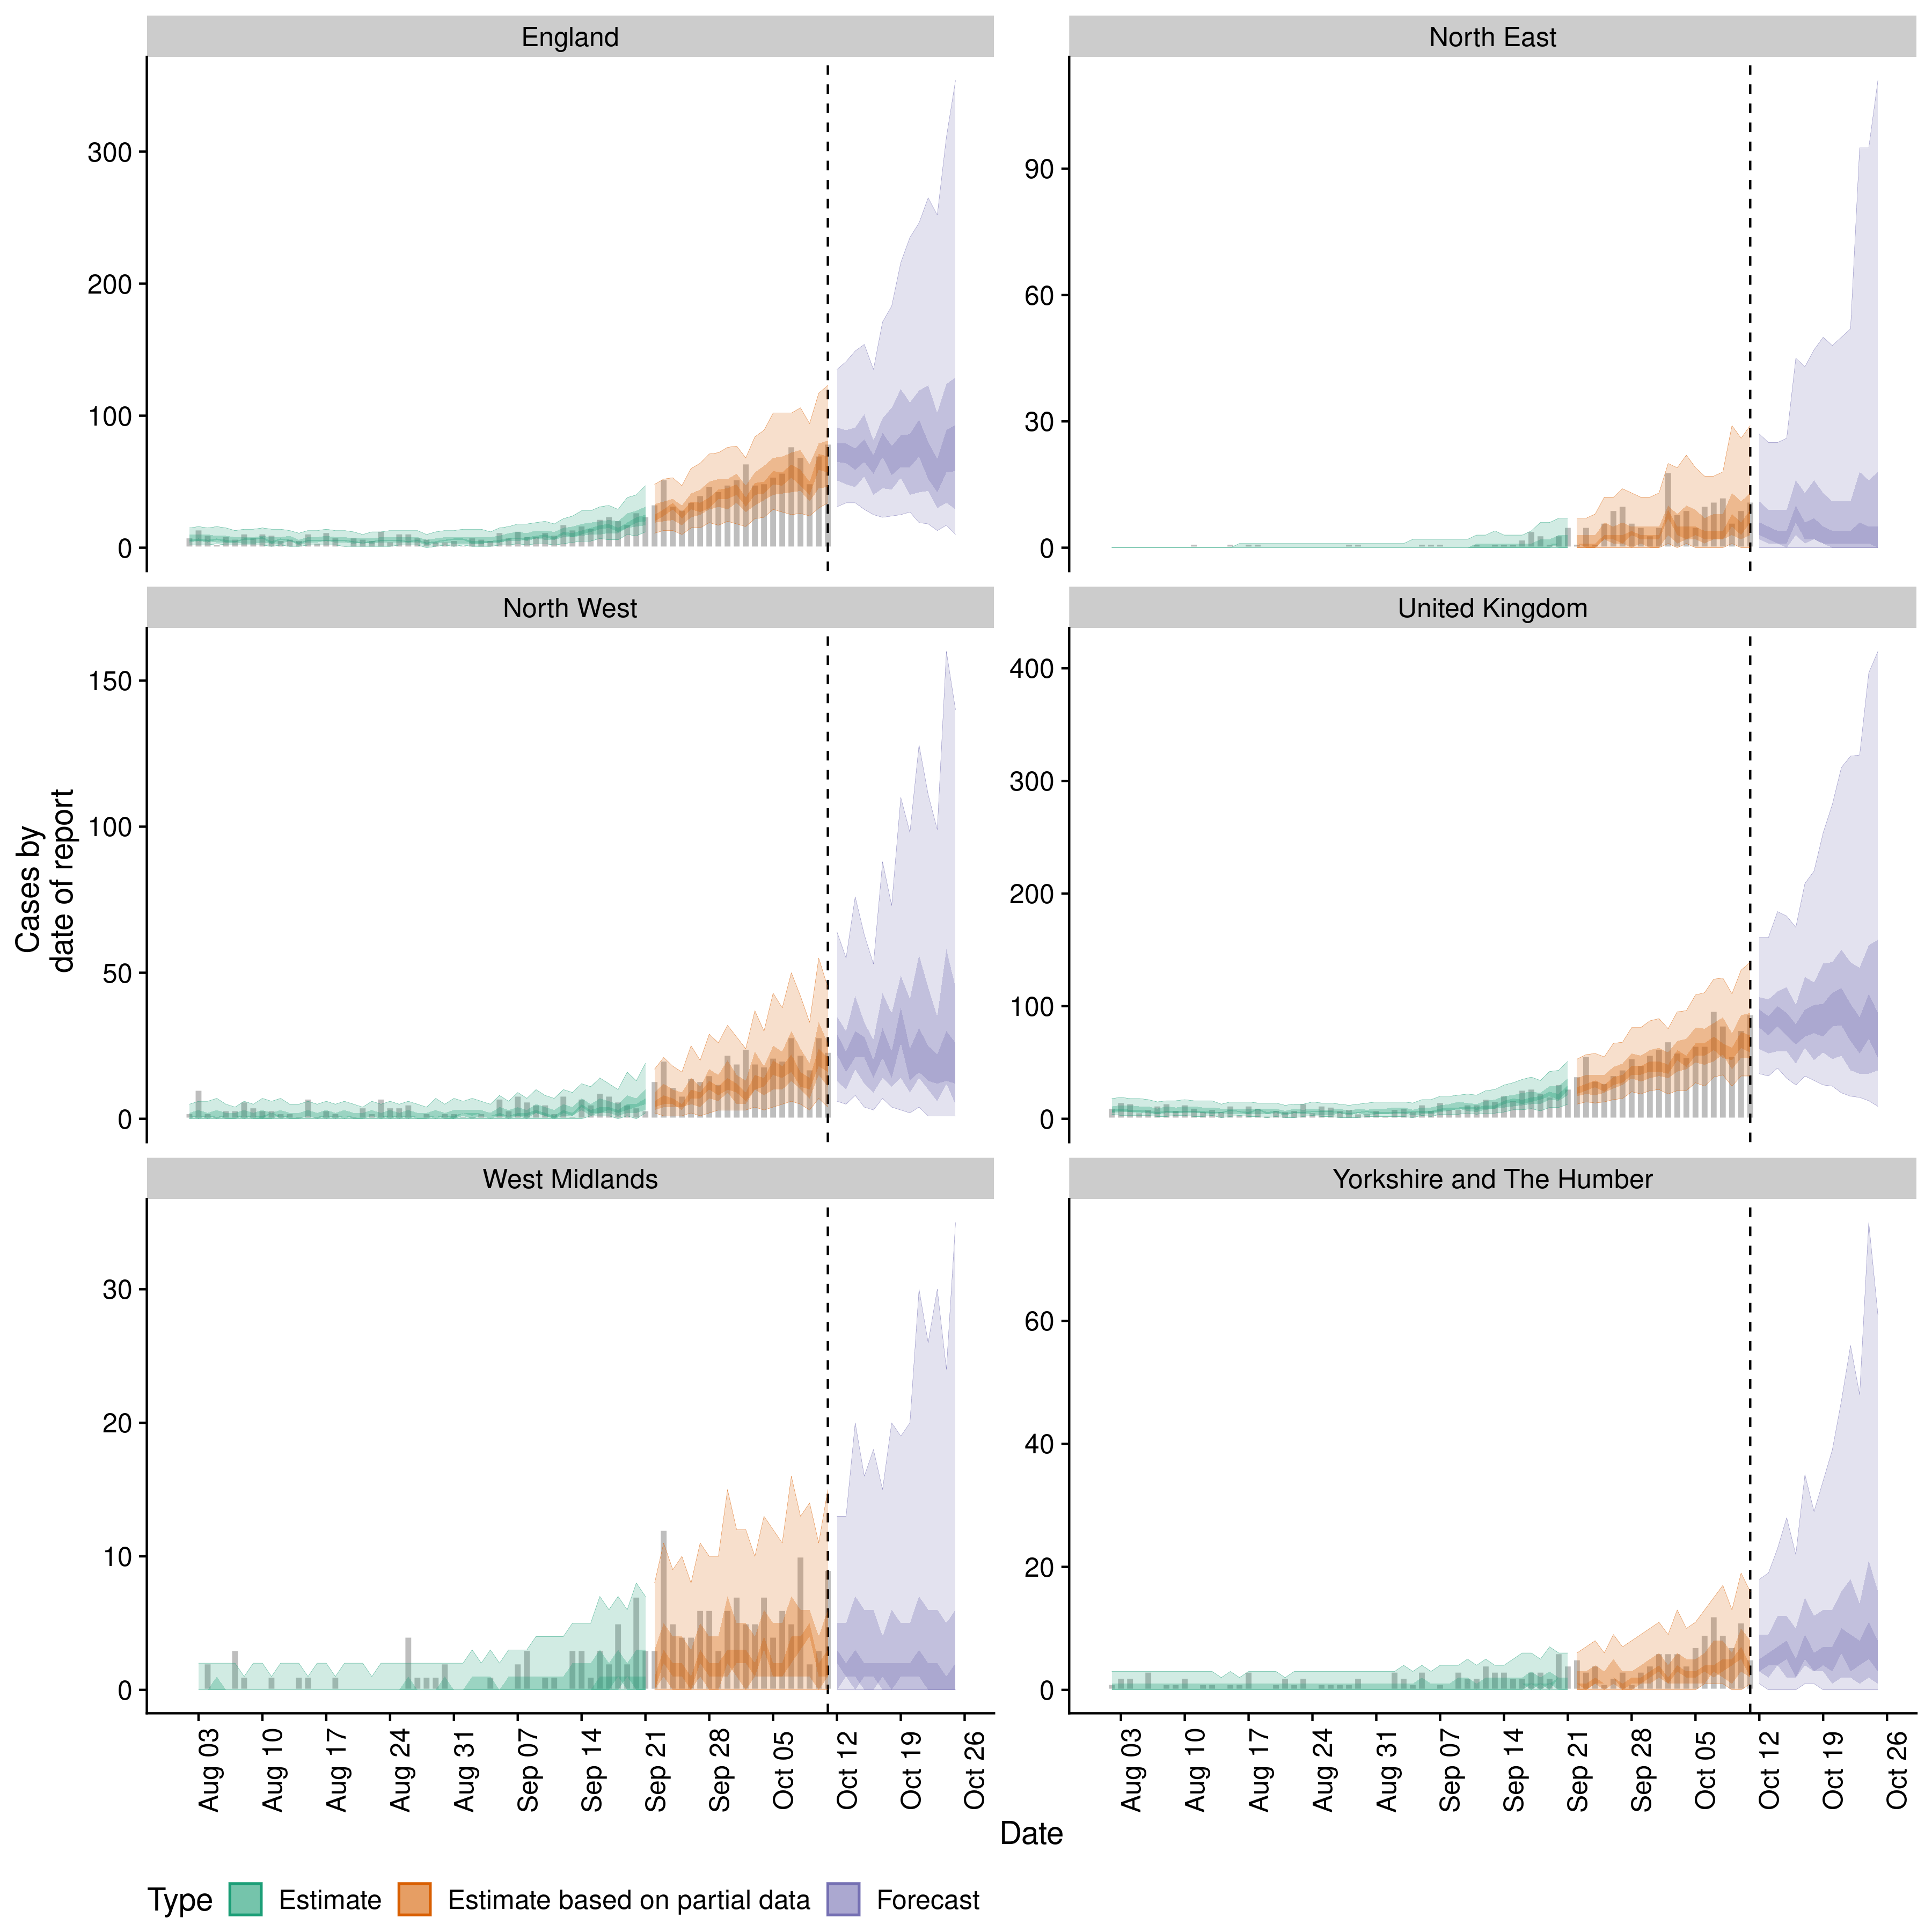 England
North East
300
200
100
0
90
60
30
0
North West
United Kingdom
150
100
50
0
400
300
200
100
0
Cases by
date of report
West Midlands
Yorkshire and The Humber
30
20
10
0
60
40
20
0
Aug 03
Aug 10
Aug 17
Aug 24
Aug 31
Sep 07
Sep 14
Sep 21
Sep 28
Oct 05
Oct 12
Oct 19
Oct 26
Aug 03
Aug 10
Aug 17
Aug 24
Aug 31
Sep 07
Sep 14
Sep 21
Sep 28
Oct 05
Oct 12
Oct 19
Oct 26
Date
Type Estimate Estimate based on partial data Forecast